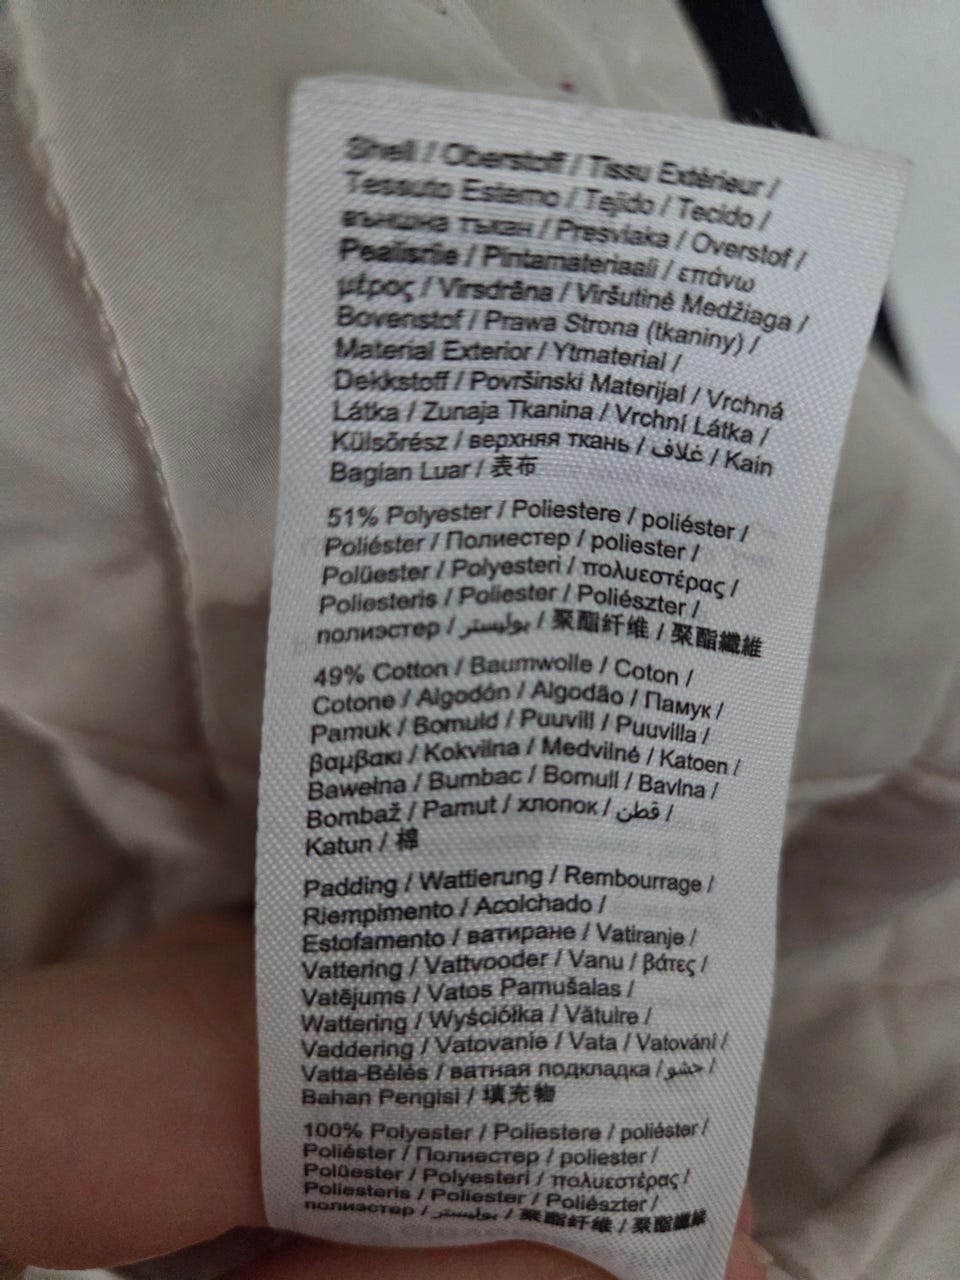 Shell / Oberstoff / Tissu Extérieur /
Tessuto Esterno / Tejido / Tecido /
външна тъкан / Presvlaka / Overstof /
Pealisriie / Pintamateriaali / επάνω
μέρος / Virsdrāna / Viršutinė Medžiaga /
Bovenstof / Prawa Strona (tkaniny) /
Material Exterior / Ytmaterial /
Dekkstoff / Površinski Materijal / Vrchná
Látka / Zunaja Tkanina / Vrchní Látka /
Külsõrész / верхняя ткань / غلاف / Kain
Bagian Luar / 表布
51% Polyester / Poliestere / poliéster /
Poliéster / Полиестер / poliester /
Polüester / Polyesteri / πολυεστέρας /
Poliesteris / Poliester / Poliészter /
полиэстер / بوليستر / 聚酯纤维 / 聚酯纖維
49% Cotton / Baumwolle / Coton /
Cotone / Algodón / Algodão / Памук /
Pamuk / Bomuld / Puuvill / Puuvilla /
βαμβακι / Kokvilna / Medvilnė / Katoen /
Bawełna / Bumbac / Bomull / Bavlna /
Bombaž / Pamut / хлопок / قطن /
Katun / 棉
Padding / Wattierung / Rembourrage /
Riempimento / Acolchado /
Estofamento / ватиране / Vatiranje /
Vattering / Vattvooder / Vanu / βάτες /
Vatējums / Vatos Pamušalas /
Wattering / Wyściółka / Vătuire /
Vaddering / Vatovanie / Vata / Vatování /
Vatta-Bélés / ватная подкладка / حشو /
Bahan Pengisi / 填充物
100% Polyester / Poliestere / poliéster /
Poliéster / Полиестер / poliester /
Polüester / Polyesteri / πολυεστέρας /
Poliesteris / Poliester / Poliészter /
полиэстер / بوليستر / 聚酯纤维 / 聚酯纖維